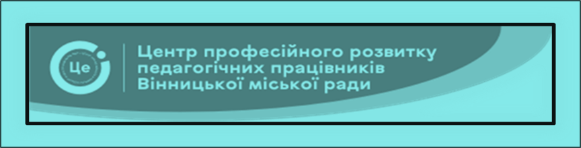 Це
Центр професійного розвитку
педагогічних працівників
Вінницької міської ради